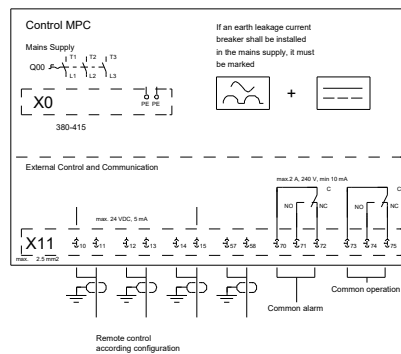 Control MPC
If an earth leakage current
breaker shall be installed
in the mains supply, it must
be marked
Mains Supply
T1 T2 T3
Q00
L1 L2 L3
X0
PE PE
+
380-415
External Control and Communication
max.2 A, 240 V, min 10 mA
C C
NO NC NO NC
max. 24 VDC, 5 mA
X11
10 11 12 13 14 15 57 58 70 71 72 73 74 75
max. 2.5 mm2
Common operation
Common alarm
Remote control
according configuration